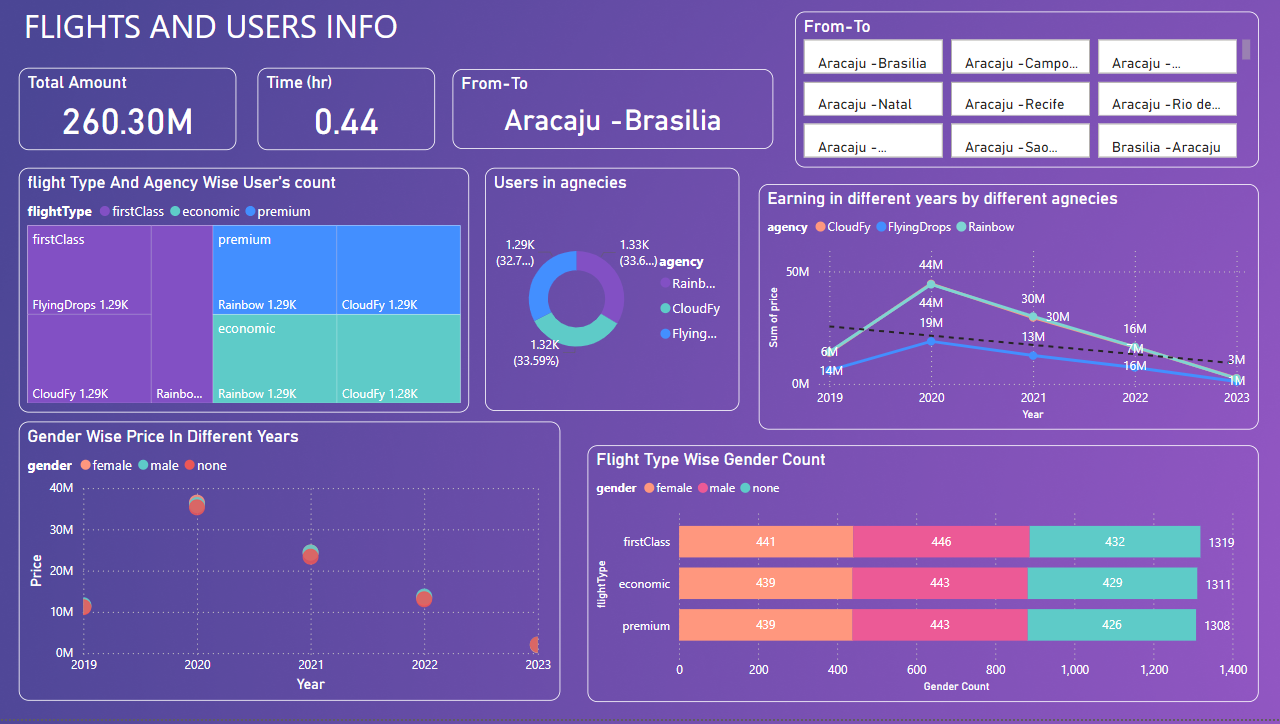 FLIGHTS AND USERS INFO
Total Amount
260.30M
Time (hr)
0.44
From-To
Aracaju -Brasilia
From-To
Aracaju -Brasilia
Aracaju -Campo...
Aracaju -...
Aracaju -Natal
Aracaju -Recife
Aracaju -Rio de...
Aracaju -...
Aracaju -Sao...
Brasilia -Aracaju
flight Type And Agency Wise User's count
flightType firstClass economic premium
firstClass
FlyingDrops 1.29K
CloudFy 1.29K
Rainbo...
premium
Rainbow 1.29K
CloudFy 1.29K
economic
Rainbow 1.29K
CloudFy 1.28K
Users in agnecies
1.29K
(32.7...)
1.33K
(33.6...)
1.32K
(33.59%)
agency
Rainb...
CloudFy
Flying...
Earning in different years by different agnecies
agency CloudFy FlyingDrops Rainbow
Sum of price
50M
0M
44M
44M
19M
30M
30M
13M
16M
7M
16M
6M
14M
3M
1M
2019 2020 2021 2022 2023
Year
Gender Wise Price In Different Years
gender female male none
Price
40M
30M
20M
10M
0M
2019 2020 2021 2022 2023
Year
Flight Type Wise Gender Count
gender female male none
flightType
firstClass 441 446 432 1319
economic 439 443 429 1311
premium 439 443 426 1308
0 200 400 600 800 1,000 1,200 1,400
Gender Count